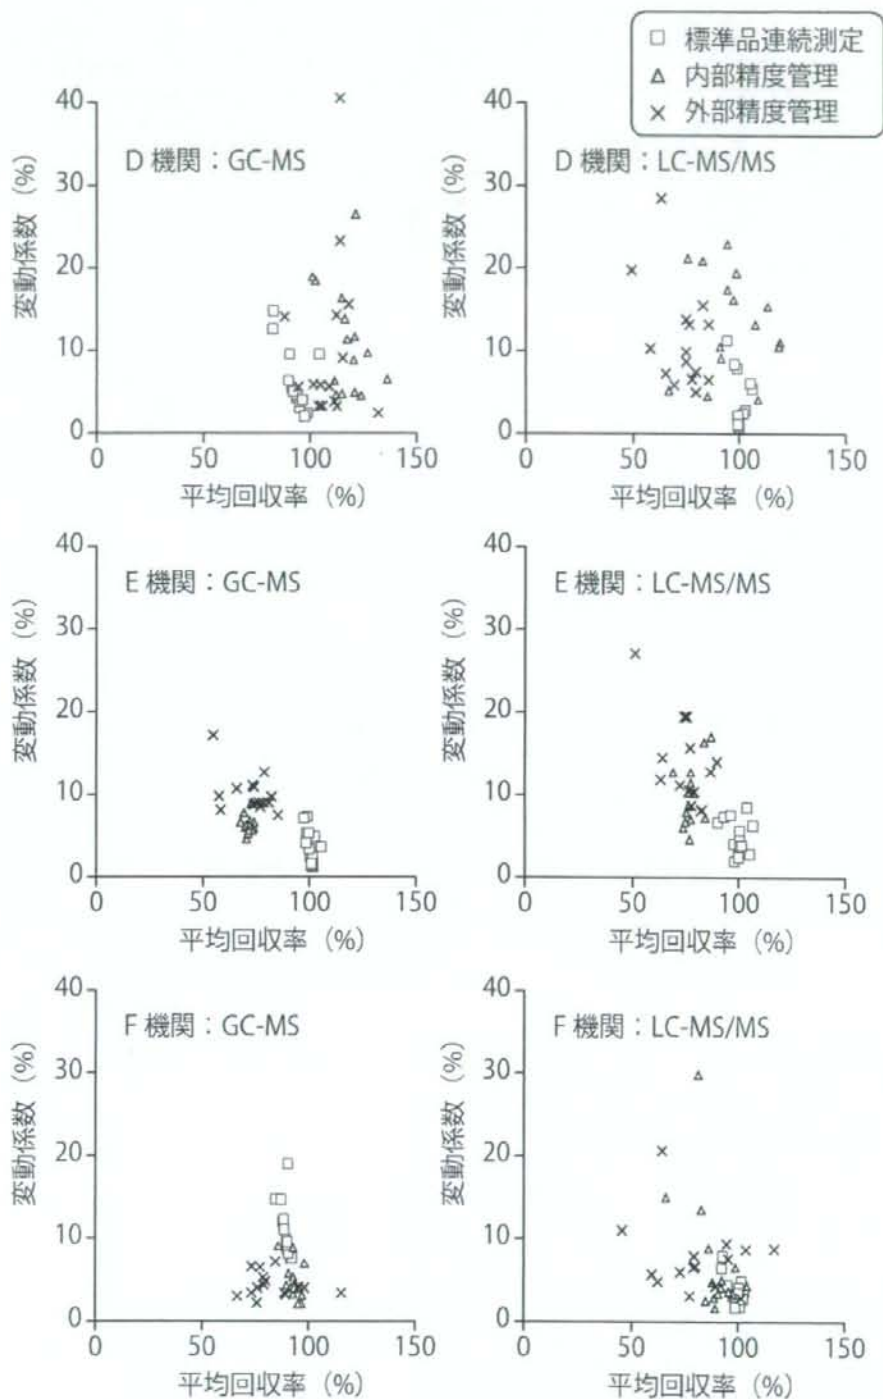 □ 標準品連続測定
△ 内部精度管理
× 外部精度管理
D 機関：GC-MS
変動係数 (%)
40
30
20
10
0
0 50 100 150
平均回収率 (%)
D 機関：LC-MS/MS
変動係数 (%)
40
30
20
10
0
0 50 100 150
平均回収率 (%)
E 機関：GC-MS
変動係数 (%)
40
30
20
10
0
0 50 100 150
平均回収率 (%)
E 機関：LC-MS/MS
変動係数 (%)
40
30
20
10
0
0 50 100 150
平均回収率 (%)
F 機関：GC-MS
変動係数 (%)
40
30
20
10
0
0 50 100 150
平均回収率 (%)
F 機関：LC-MS/MS
変動係数 (%)
40
30
20
10
0
0 50 100 150
平均回収率 (%)